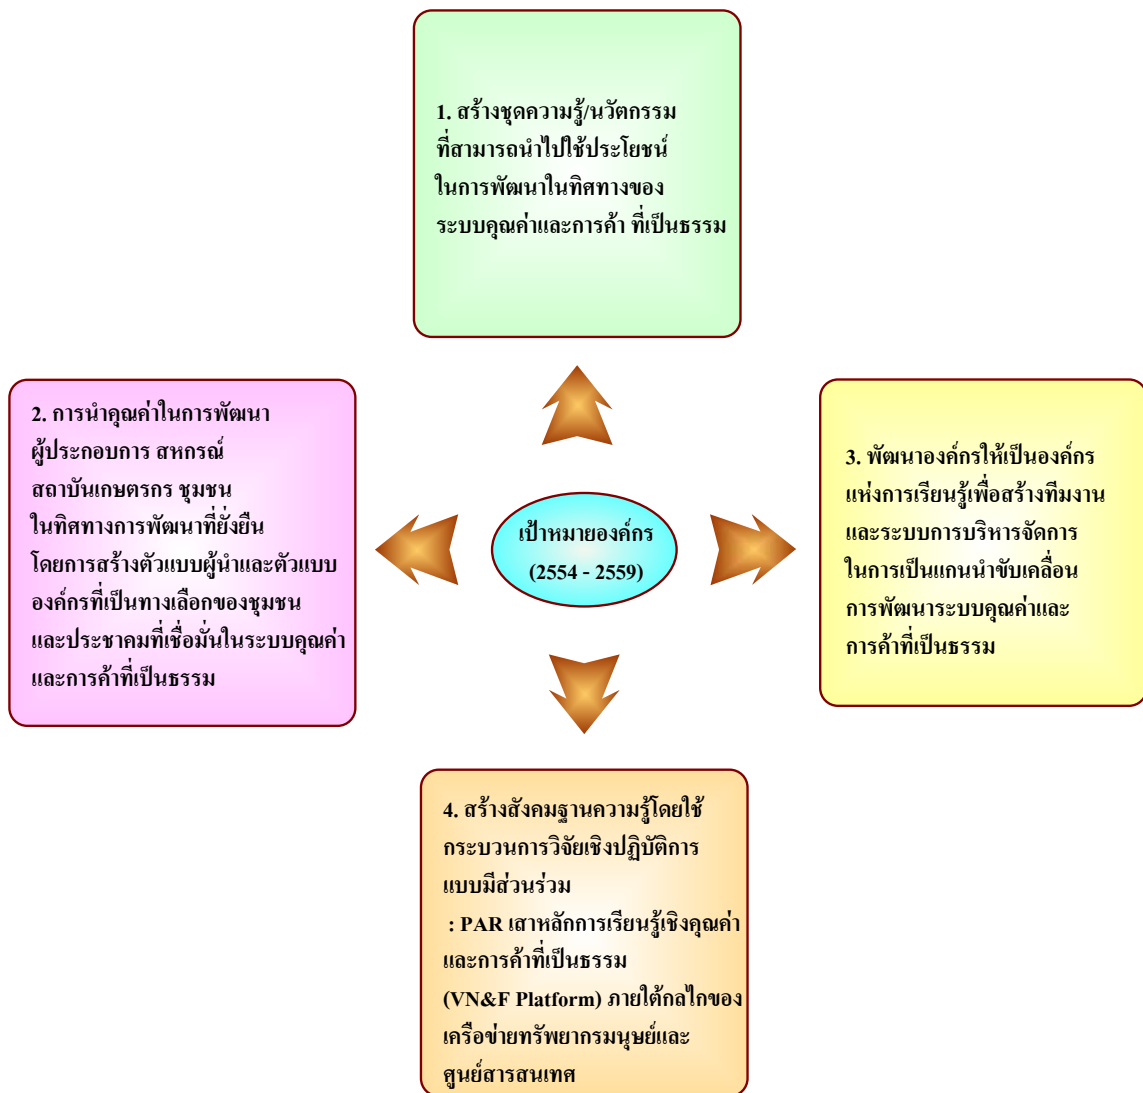 1. สร้างชุดความรู้/นวัตกรรม
ที่สามารถนำไปใช้ประโยชน์
ในการพัฒนาในทิศทางของ
ระบบคุณค่าและการค้า ที่เป็นธรรม
2. การนำคุณค่าในการพัฒนา
ผู้ประกอบการ สหกรณ์
สถาบันเกษตรกร ชุมชน
ในทิศทางการพัฒนาที่ยั่งยืน
โดยการสร้างตัวแบบผู้นำและตัวแบบ
องค์กรที่เป็นทางเลือกของชุมชน
และประชาคมที่เชื่อมั่นในระบบคุณค่า
และการค้าที่เป็นธรรม
เป้าหมายองค์กร
(2554 - 2559)
3. พัฒนาองค์กรให้เป็นองค์กร
แห่งการเรียนรู้เพื่อสร้างทีมงาน
และระบบการบริหารจัดการ
ในการเป็นแกนนำขับเคลื่อน
การพัฒนาระบบคุณค่าและ
การค้าที่เป็นธรรม
4. สร้างสังคมฐานความรู้โดยใช้
กระบวนการวิจัยเชิงปฏิบัติการ
แบบมีส่วนร่วม
: PAR เสาหลักการเรียนรู้เชิงคุณค่า
และการค้าที่เป็นธรรม
(VN&F Platform) ภายใต้กลไกของ
เครือข่ายทรัพยากรมนุษย์และ
ศูนย์สารสนเทศ